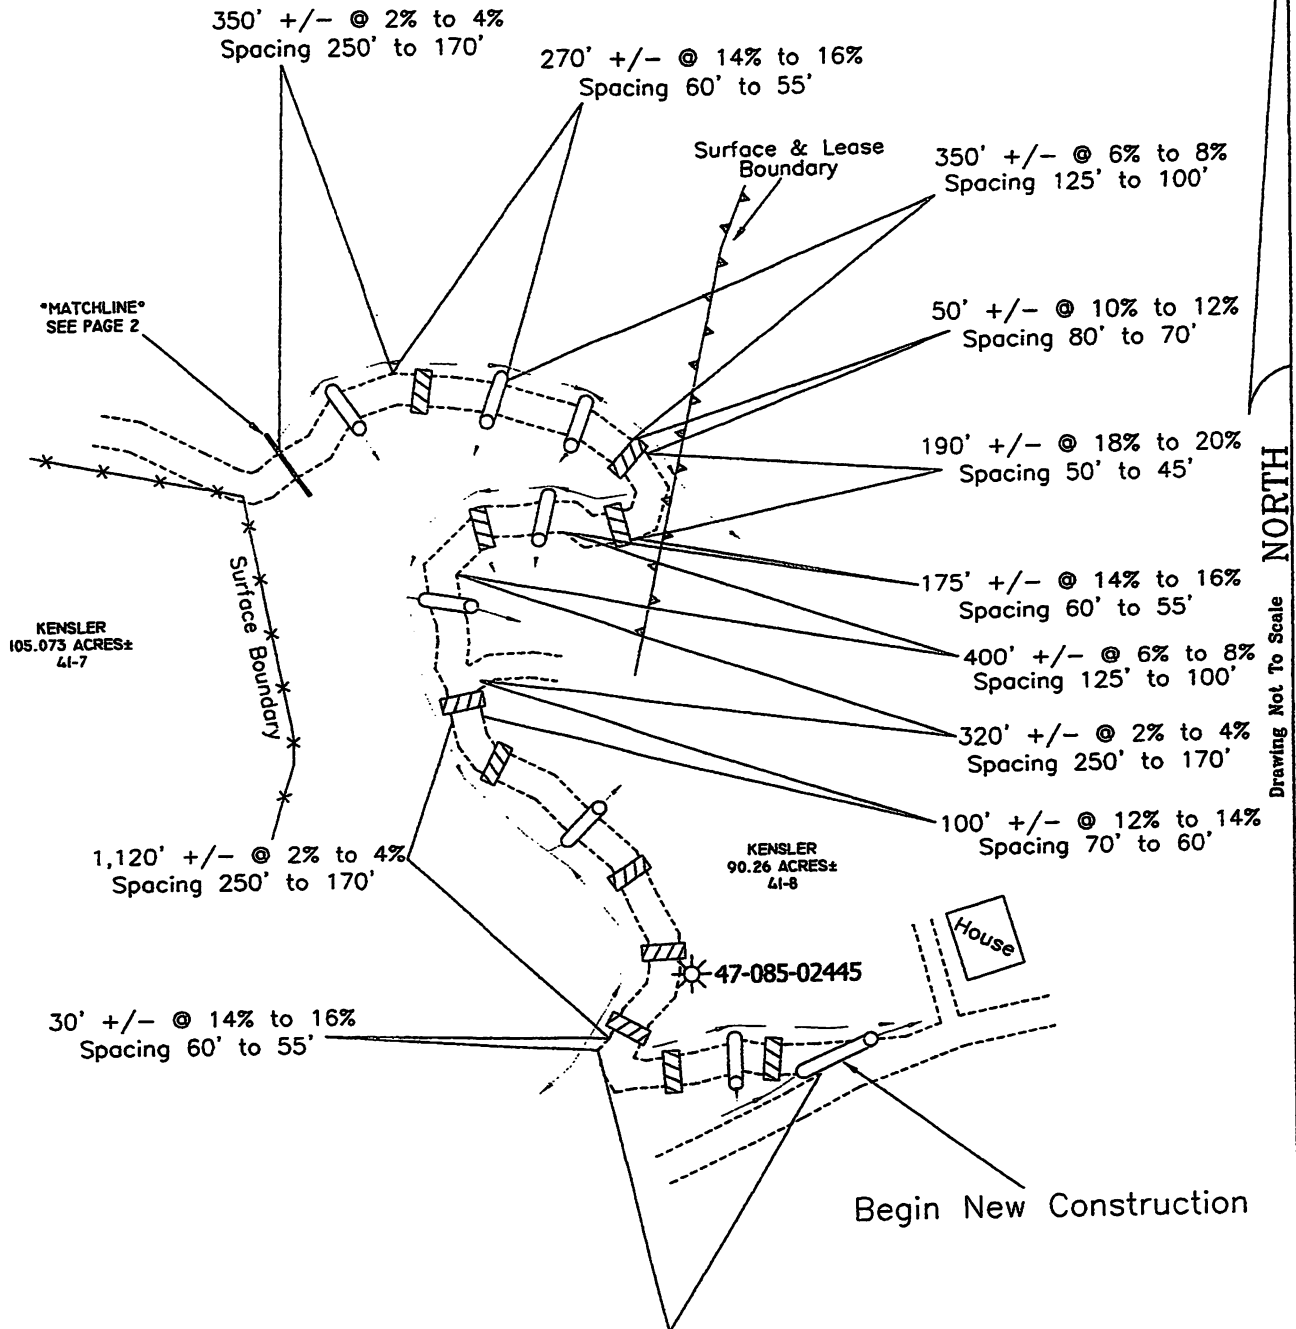 350' +/- @ 2% to 4%
Spacing 250' to 170'
270' +/- @ 14% to 16%
Spacing 60' to 55'
Surface & Lease
Boundary
350' +/- @ 6% to 8%
Spacing 125' to 100'
"MATCHLINE"
SEE PAGE 2
50' +/- @ 10% to 12%
Spacing 80' to 70'
190' +/- @ 18% to 20%
Spacing 50' to 45'
NORTH
Drawing Not To Scale
175' +/- @ 14% to 16%
Spacing 60' to 55'
Surface Boundary
KENSLER
105.073 ACRES±
41-7
400' +/- @ 6% to 8%
Spacing 125' to 100'
320' +/- @ 2% to 4%
Spacing 250' to 170'
100' +/- @ 12% to 14%
Spacing 70' to 60'
1,120' +/- @ 2% to 4%
Spacing 250' to 170'
KENSLER
90.26 ACRES±
41-8
House
47-085-02445
30' +/- @ 14% to 16%
Spacing 60' to 55'
Begin New Construction